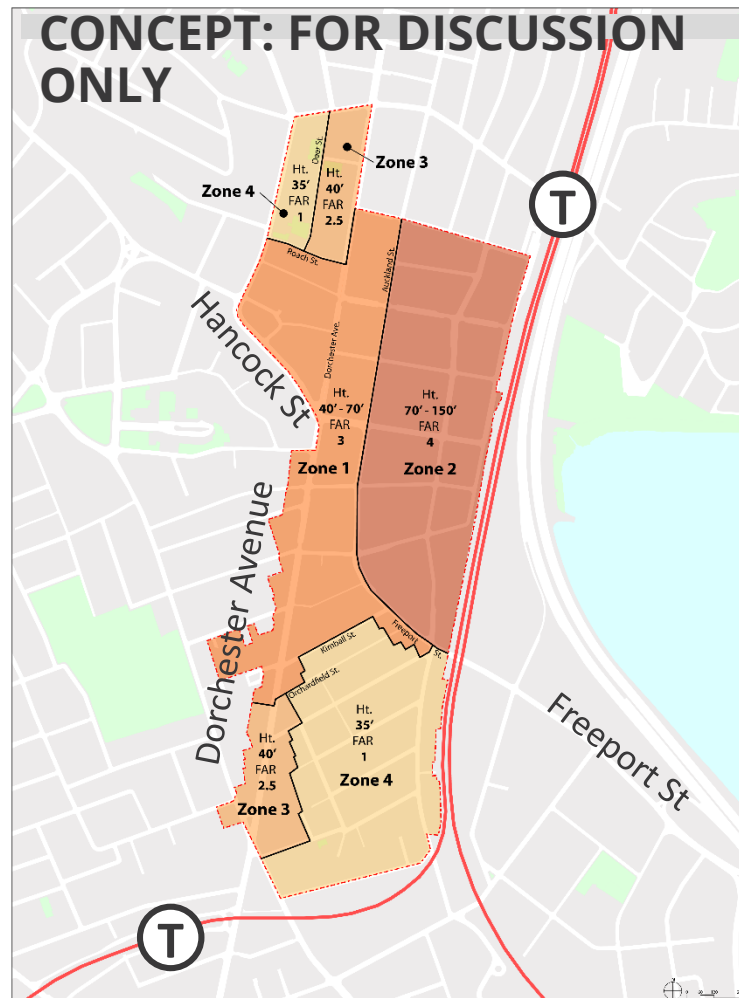 CONCEPT: FOR DISCUSSION
ONLY
T
Zone 3
Zone 4
Deer St.
Ht.
35'
FAR
1
Ht.
40'
FAR
2.5
Roach St.
Auckland St.
Hancock St
Dorchester Ave.
Ht.
40' - 70'
FAR
3
Zone 1
Ht.
70' - 150'
FAR
4
Zone 2
Dorchester Avenue
Kimball St.
Freeport
St.
Orchardfield St.
Ht.
40'
FAR
2.5
Zone 3
Ht.
35'
FAR
1
Zone 4
Freeport St
T